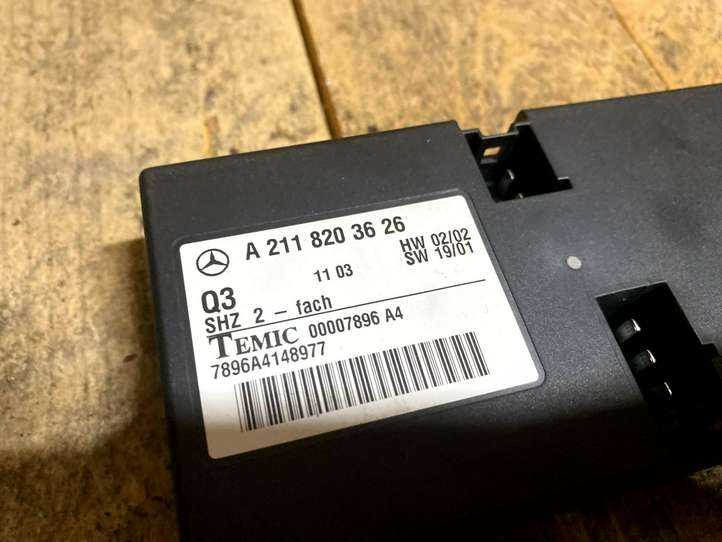 A 211 820 36 26
HW 02/02
11 03
SW 19/01
Q3
SHZ 2 - fach
TEMIC 00007896 A4
7896A4148977